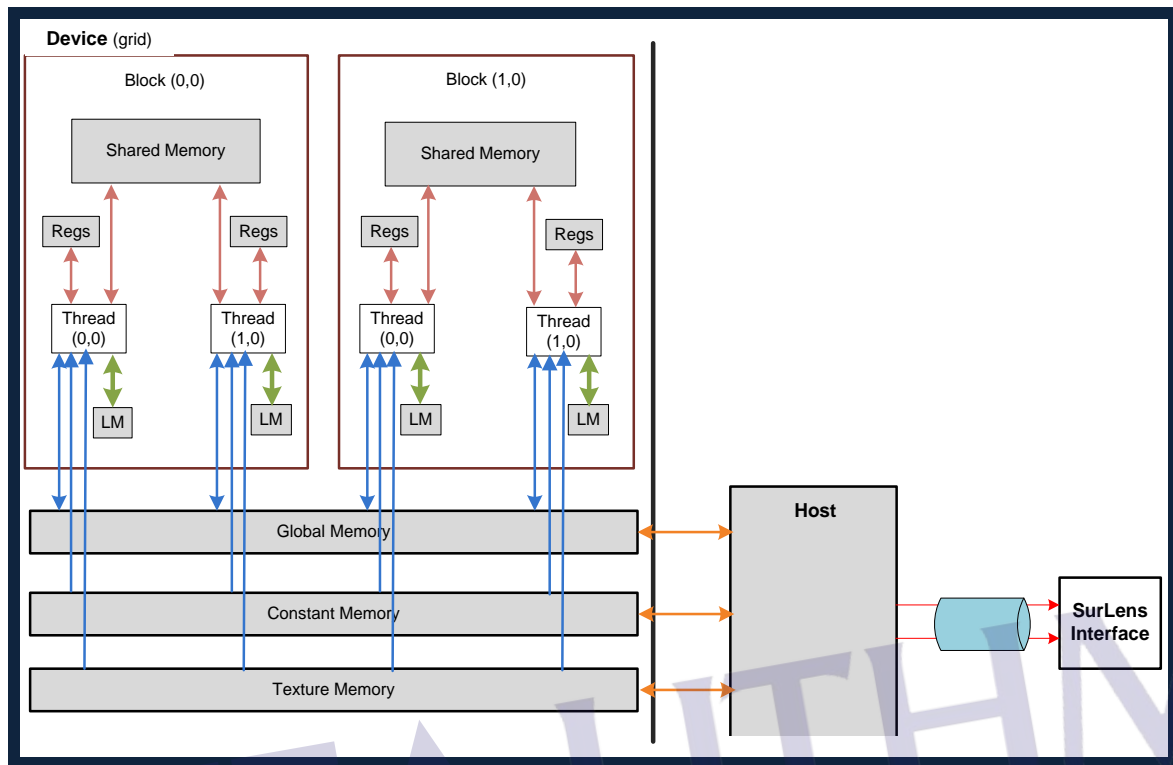 Device (grid)
Block (0,0)
Block (1,0)
Shared Memory
Shared Memory
Regs
Regs
Regs
Regs
Thread
(0,0)
Thread
(1,0)
Thread
(0,0)
Thread
(1,0)
LM
LM
LM
LM
Global Memory
Constant Memory
Texture Memory
Host
SurLens
Interface